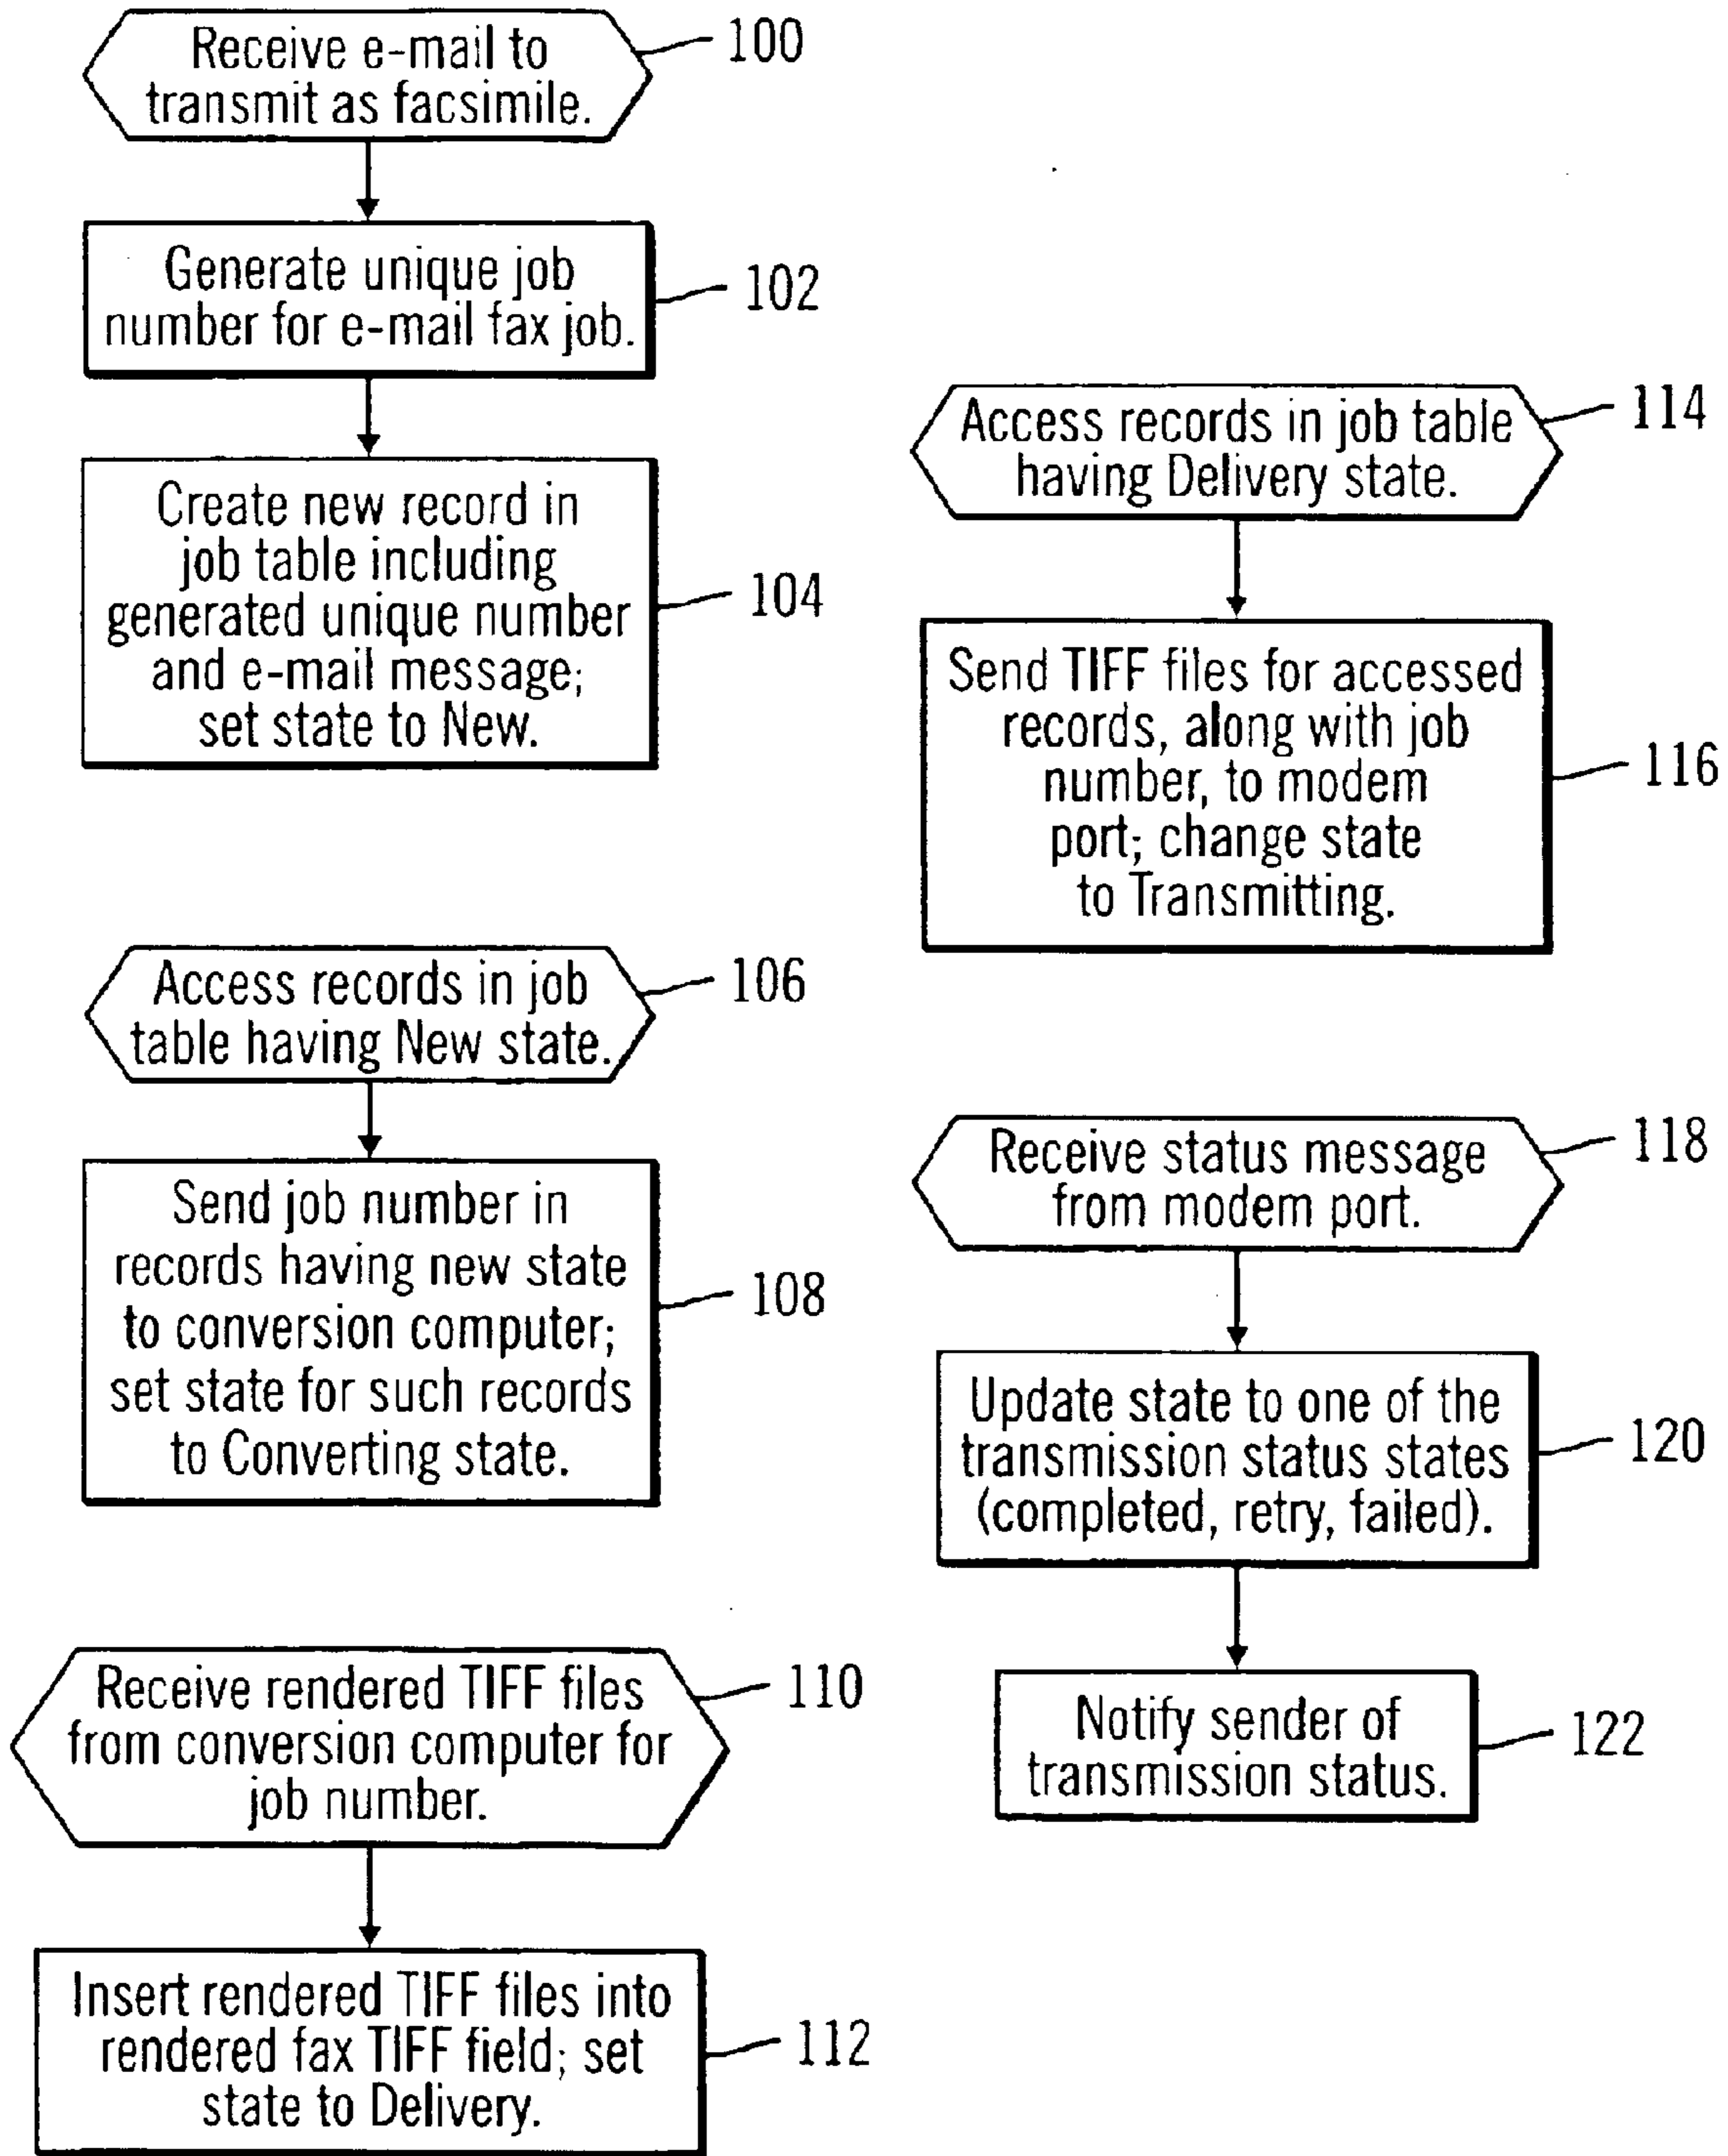 Receive e-mail to
transmit as facsimile.
100
Generate unique job
number for e-mail fax job.
102
Create new record in
job table including
generated unique number
and e-mail message;
set state to New.
104
Access records in job
table having New state.
106
Send job number in
records having new state
to conversion computer;
set state for such records
to Converting state.
108
Receive rendered TIFF files
from conversion computer for
job number.
110
Insert rendered TIFF files into
rendered fax TIFF field; set
state to Delivery.
112
Access records in job table
having Delivery state.
114
Send TIFF files for accessed
records, along with job
number, to modem
port; change state
to Transmitting.
116
Receive status message
from modem port.
118
Update state to one of the
transmission status states
(completed, retry, failed).
120
Notify sender of
transmission status.
122